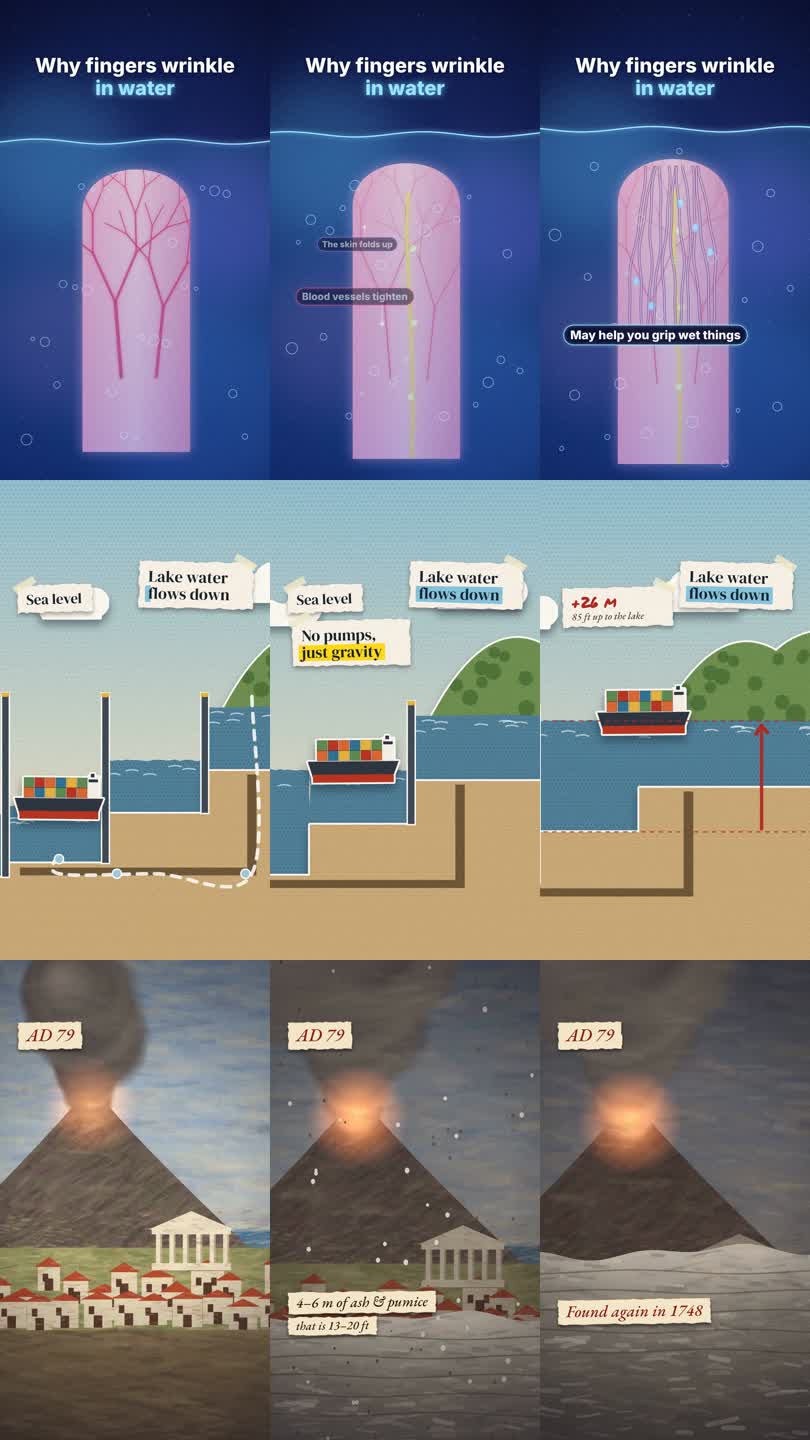 Why fingers wrinkle
in water
Why fingers wrinkle
in water
The skin folds up
Blood vessels tighten
Why fingers wrinkle
in water
May help you grip wet things
Sea level
Lake water
flows down
Sea level
No pumps,
just gravity
Lake water
flows down
+26 M
85 ft up to the lake
Lake water
flows down
AD 79
AD 79
4–6 m of ash & pumice
that is 13–20 ft
AD 79
Found again in 1748